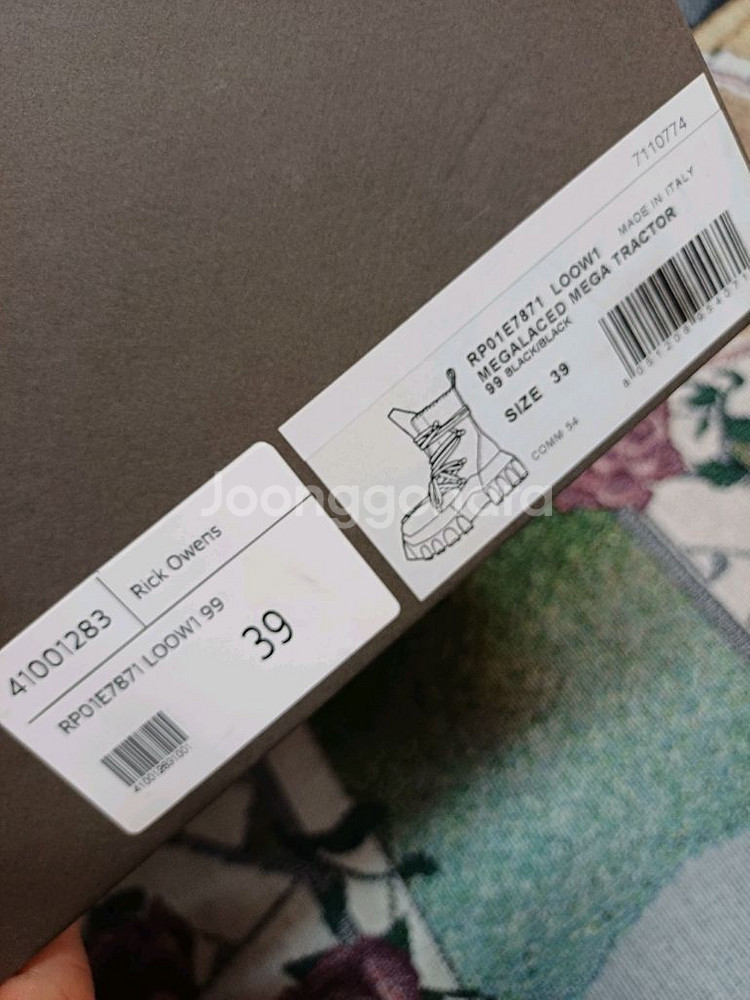 7110774
MADE IN ITALY
RP01E7871 LOOW1
MEGALACED MEGA TRACTOR
99 BLACK/BLACK
SIZE 39
COMM 54
Joonggonara
41001283
Rick Owens
RP01E7871 LOOW1 99
39